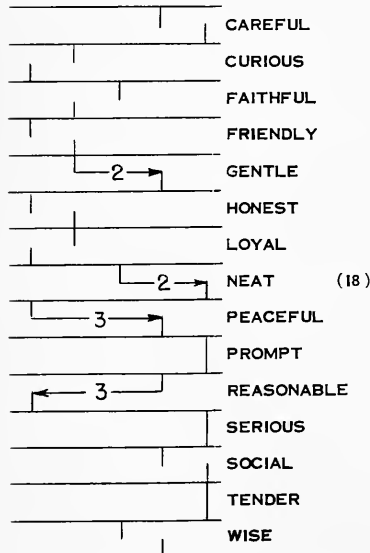 CAREFUL
CURIOUS
FAITHFUL
FRIENDLY
2 GENTLE
HONEST
LOYAL
2 NEAT (18)
3 PEACEFUL
PROMPT
3 REASONABLE
SERIOUS
SOCIAL
TENDER
WISE